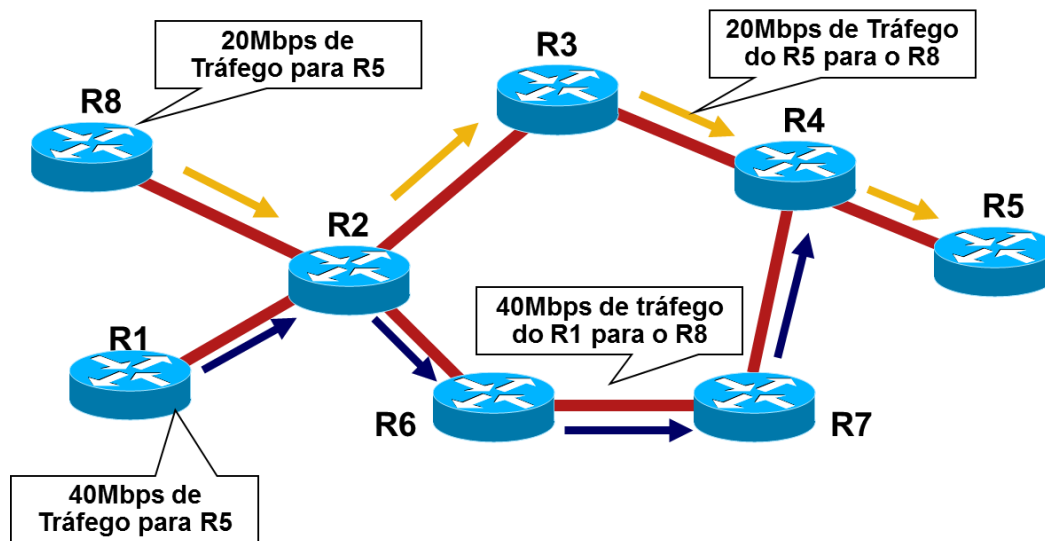 20Mbps de
Tráfego para R5
R3
20Mbps de Tráfego
do R5 para o R8
R8
R4
R2
R5
R1
40Mbps de tráfego
do R1 para o R8
R6
R7
40Mbps de
Tráfego para R5